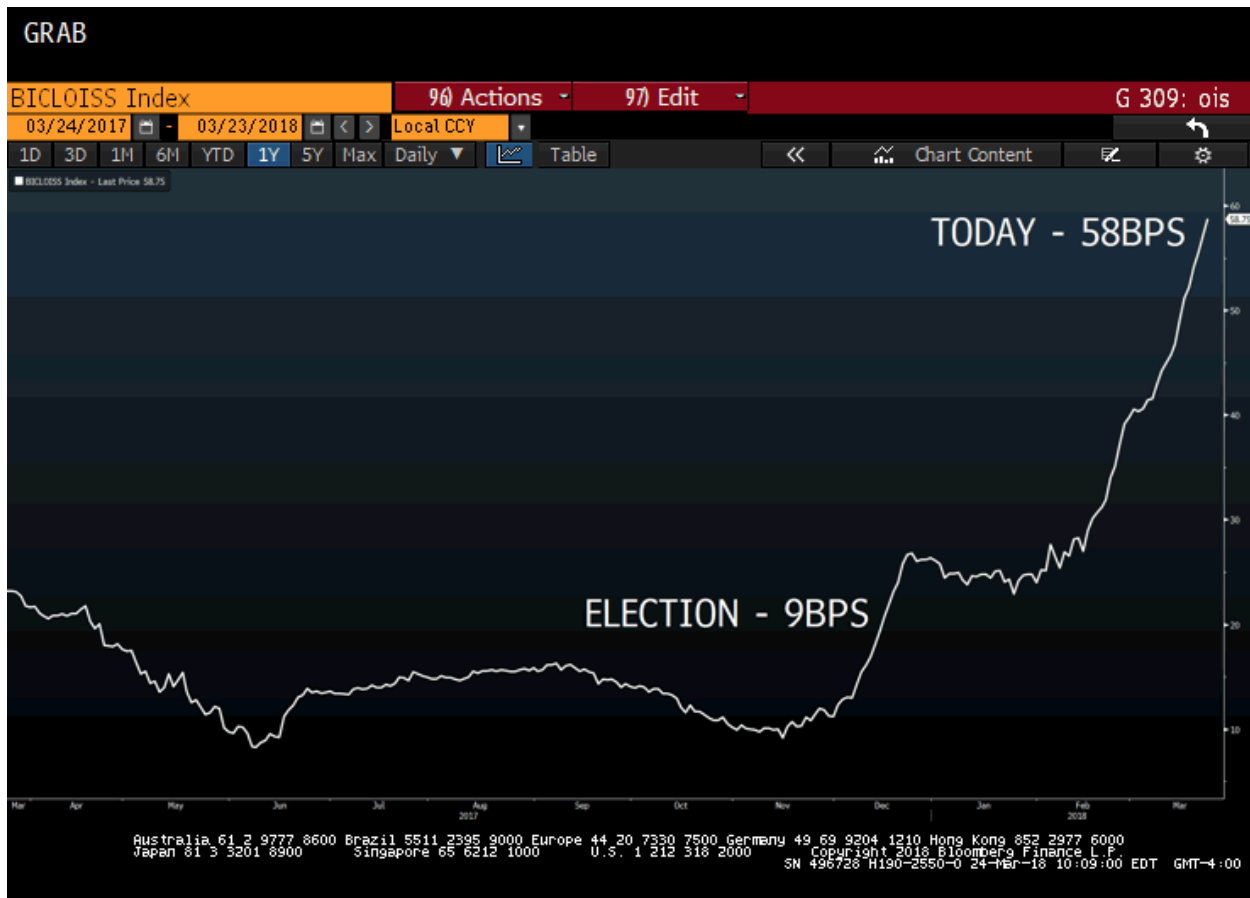 GRAB
BICLOISS Index 96) Actions 97) Edit G 309: ois
03/24/2017 - 03/23/2018 < > Local CCY
1D 3D 1M 6M YTD 1Y 5Y Max Daily ▼ Table << Chart Content
BICLOISS Index - Last Price 58.75
60
TODAY - 58BPS 58.75
50
40
30
ELECTION - 9BPS
20
10
Mar Apr May Jun Jul Aug Sep Oct Nov Dec Jan Feb Mar
2017 2018
Australia 61 2 9777 8600 Brazil 5511 2395 9000 Europe 44 20 7330 7500 Germany 49 69 9204 1210 Hong Kong 852 2977 6000
Japan 81 3 3201 8900 Singapore 65 6212 1000 U.S. 1 212 318 2000 Copyright 2018 Bloomberg Finance L.P.
SN 496728 H190-2550-0 24-Mar-18 10:09:00 EDT GMT-4:00